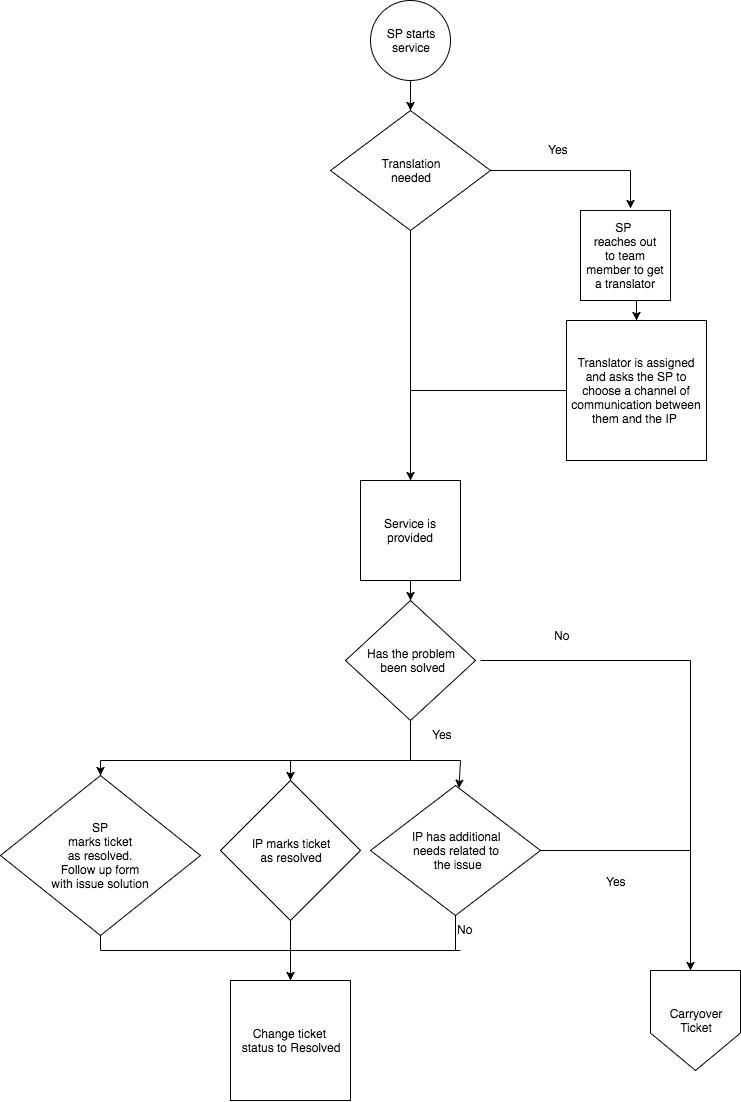 SP starts
service
Translation
needed
Yes
SP
reaches out
to team
member to get
a translator
Translator is assigned
and asks the SP to
choose a channel of
communication between
them and the IP
Service is
provided
Has the problem
been solved
No
Yes
SP
marks ticket
as resolved.
Follow up form
with issue solution
IP marks ticket
as resolved
IP has additional
needs related to
the issue
Yes
No
Change ticket
status to Resolved
Carryover
Ticket